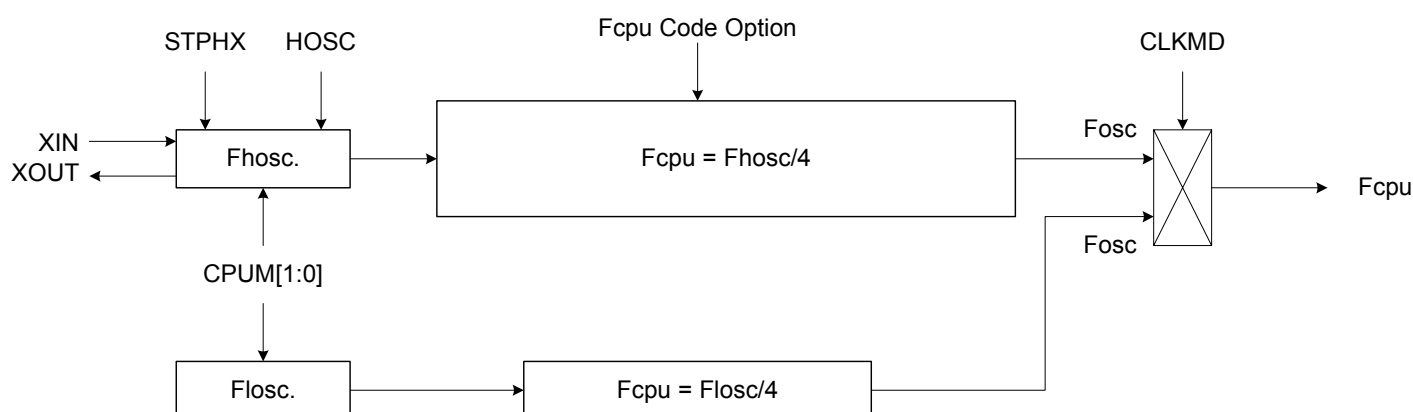 Fcpu Code Option
STPHX
HOSC
CLKMD
XIN
XOUT
Fhosc.
Fcpu = Fhosc/4
Fosc
Fcpu
Fosc
CPUM[1:0]
Flosc.
Fcpu = Flosc/4